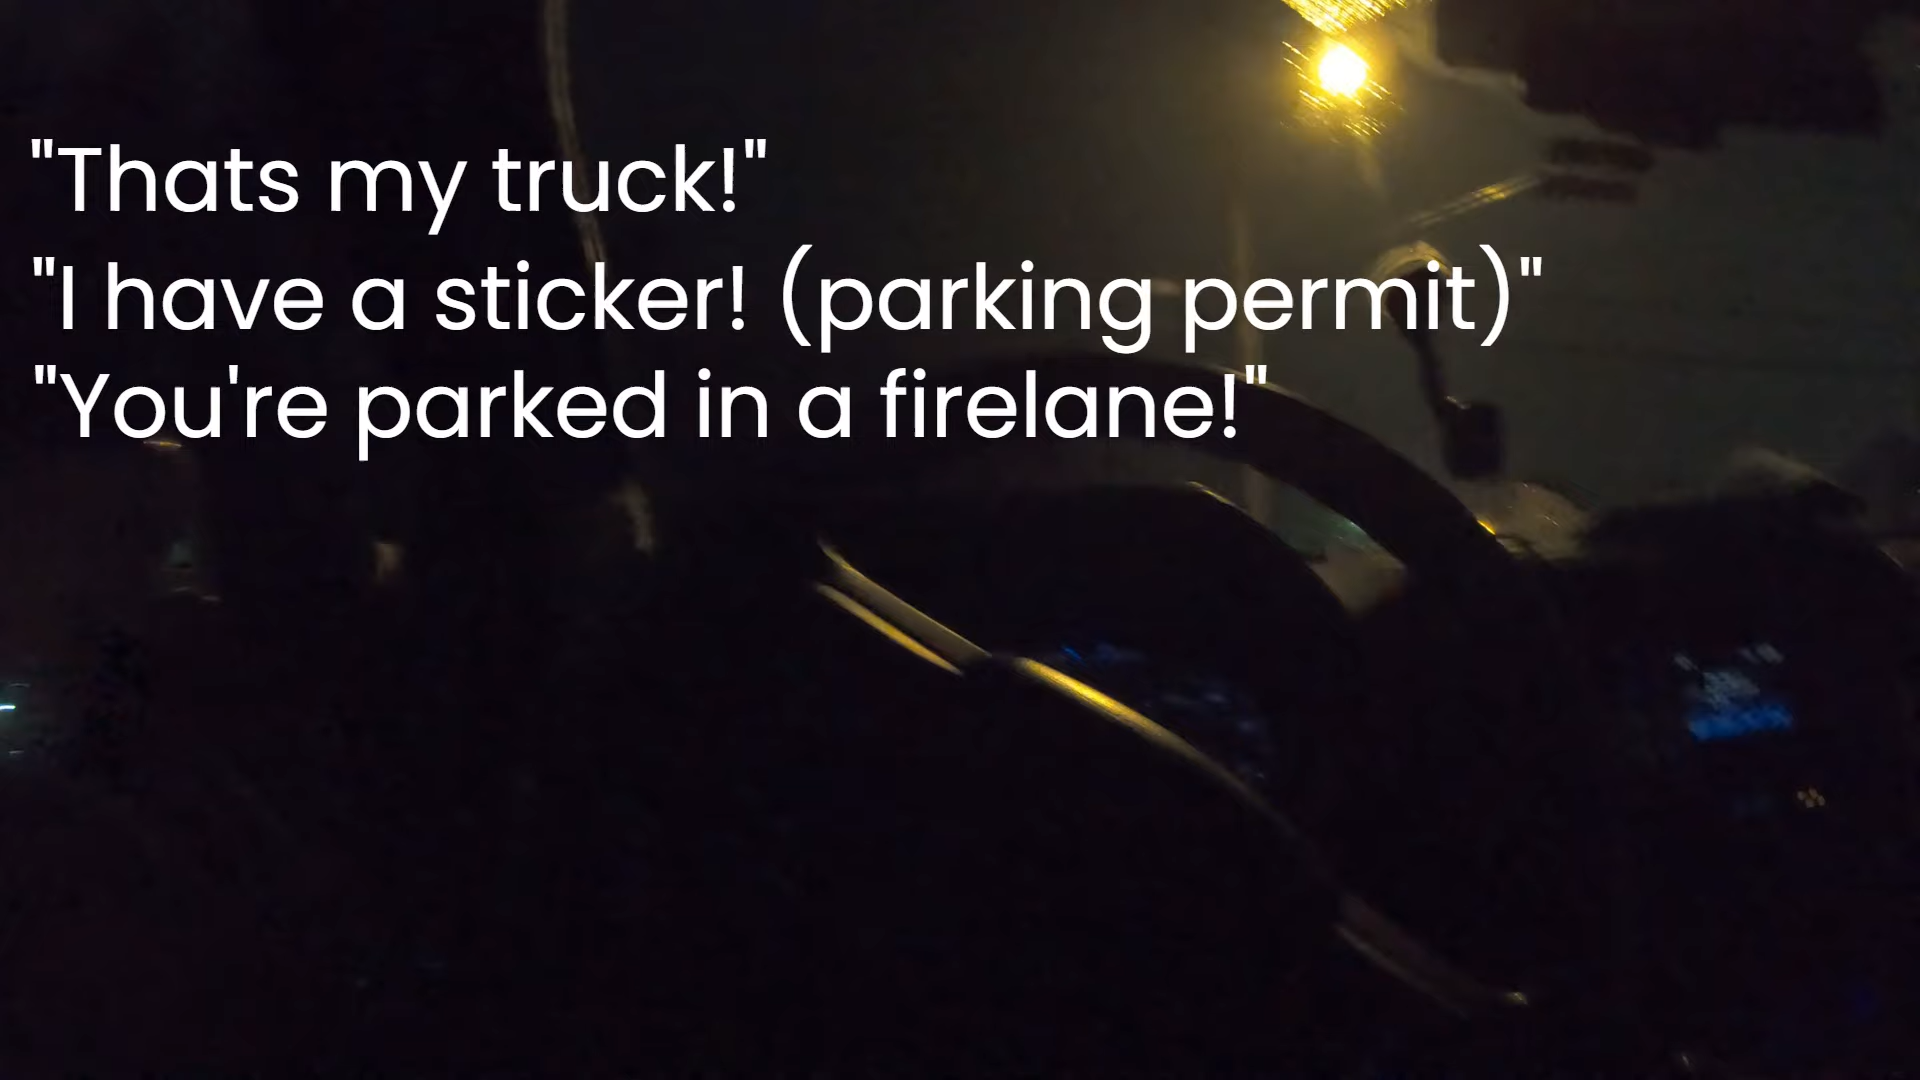 "Thats my truck!"
"I have a sticker! (parking permit)"
"You're parked in a firelane!"